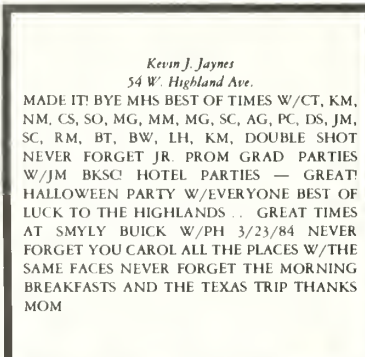 Kevin J. Jaynes
54 W. Highland Ave.
MADE IT! BYE MHS BEST OF TIMES W/CT, KM,
NM, CS, SO, MG, MM, MG, SC, AG, PC, DS, JM,
SC, RM, BT, BW, LH, KM, DOUBLE SHOT
NEVER FORGET JR. PROM GRAD PARTIES
W/JM BKSC! HOTEL PARTIES — GREAT!
HALLOWEEN PARTY W/EVERYONE BEST OF
LUCK TO THE HIGHLANDS .. GREAT TIMES
AT SMYLY BUICK W/PH 3/23/84 NEVER
FORGET YOU CAROL ALL THE PLACES W/THE
SAME FACES NEVER FORGET THE MORNING
BREAKFASTS AND THE TEXAS TRIP THANKS
MOM